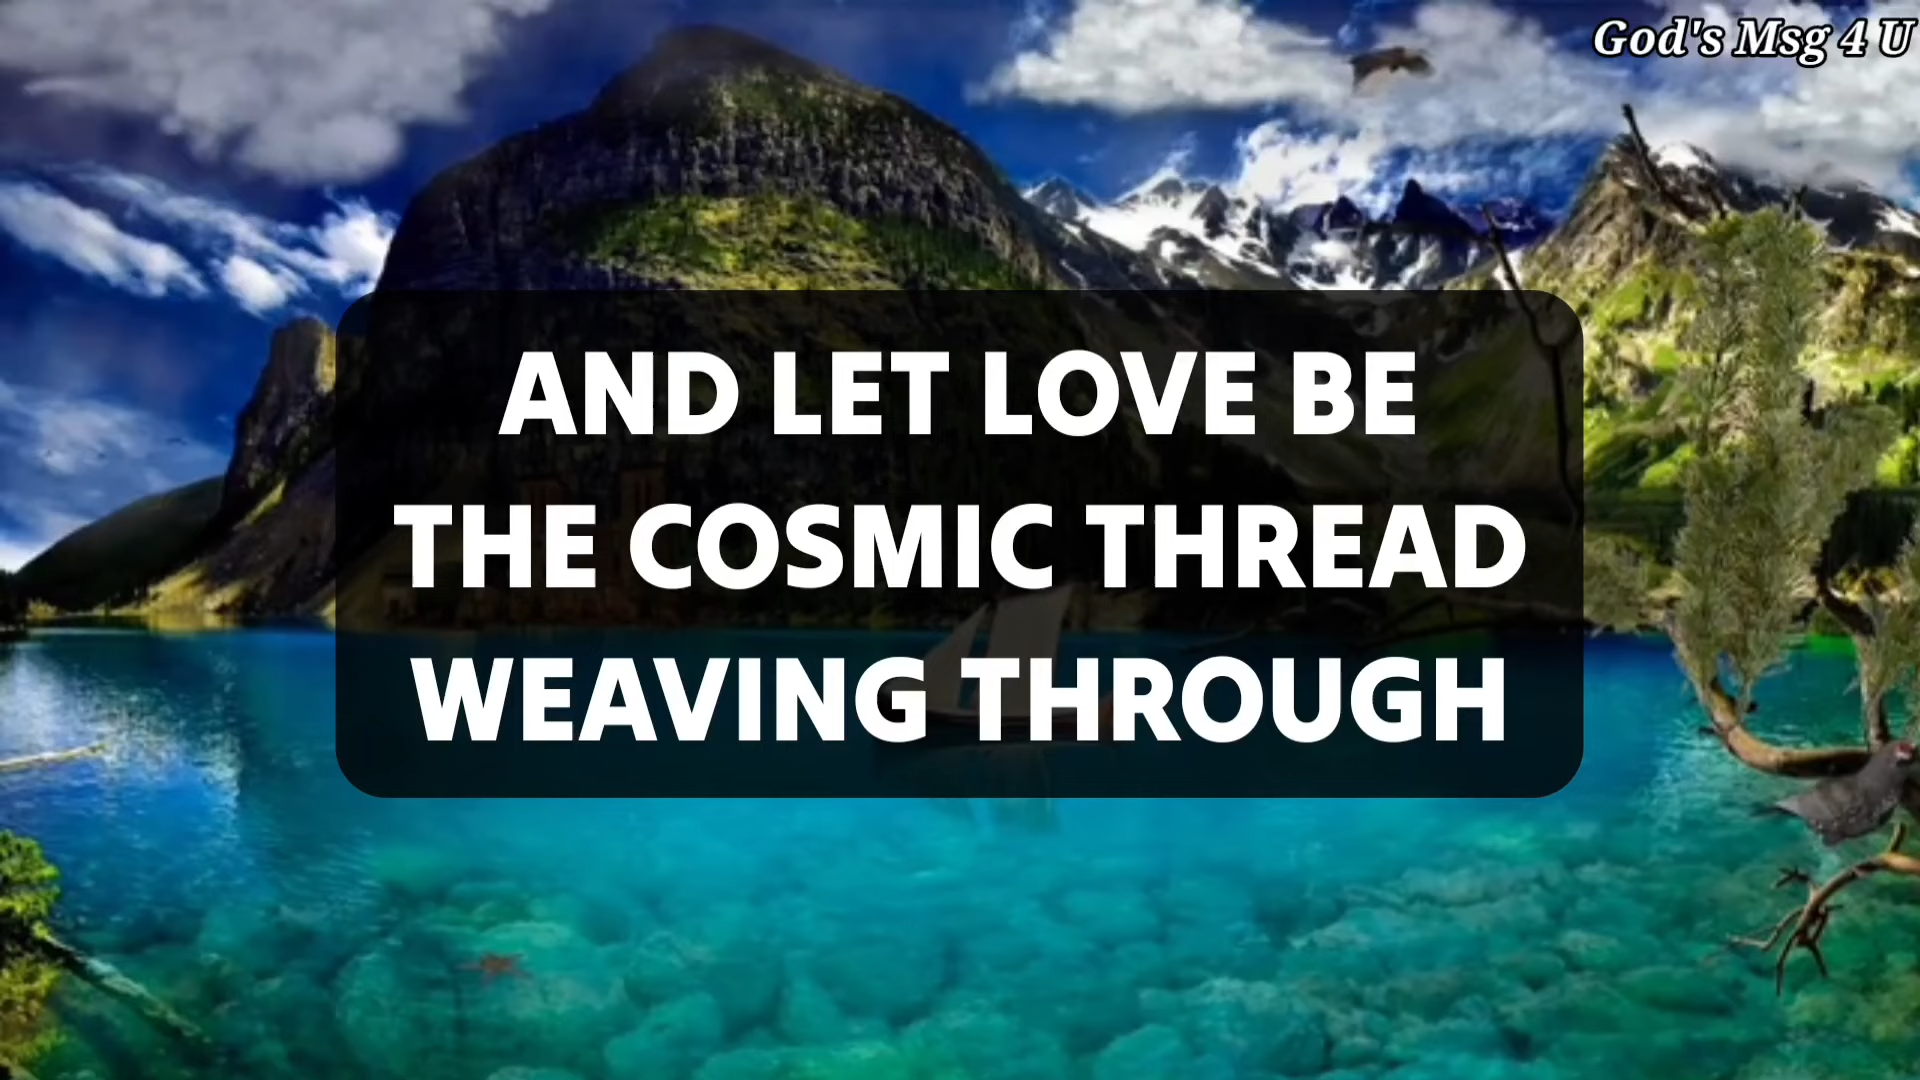 God's Msg 4 U
AND LET LOVE BE
THE COSMIC THREAD
WEAVING THROUGH